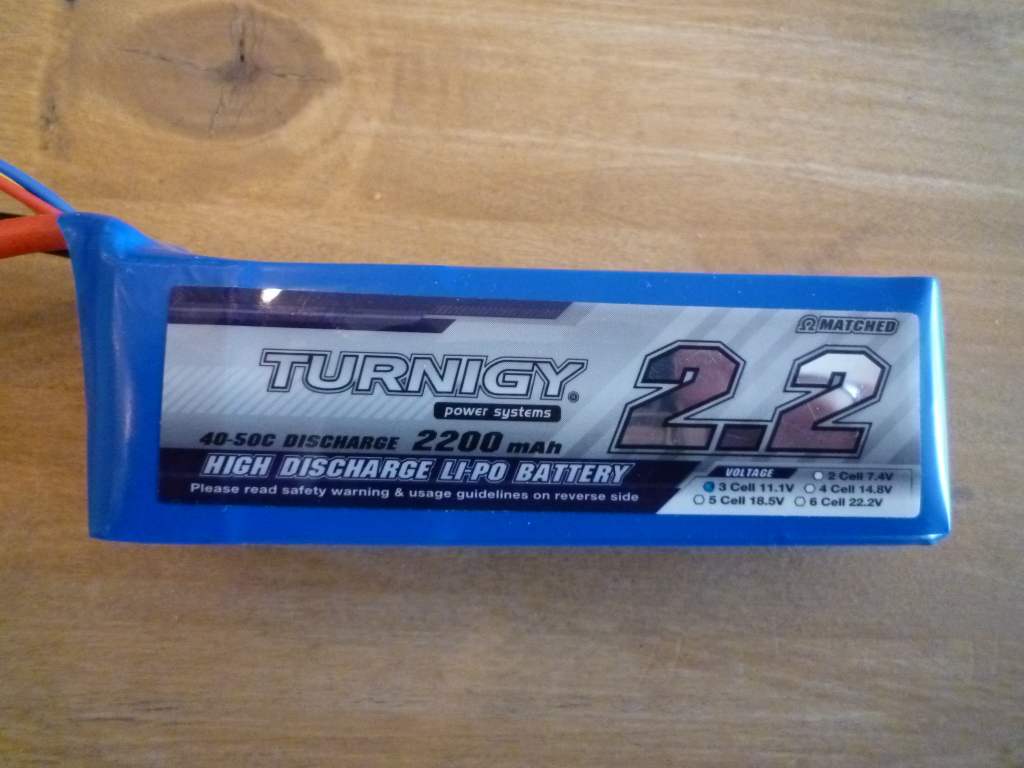 Ω MATCHED
TURNIGY®
power systems
2.2
40-50C DISCHARGE 2200 mAh
HIGH DISCHARGE LI-PO BATTERY
Please read safety warning & usage guidelines on reverse side
VOLTAGE
2 Cell 7.4V
3 Cell 11.1V
4 Cell 14.8V
5 Cell 18.5V
6 Cell 22.2V